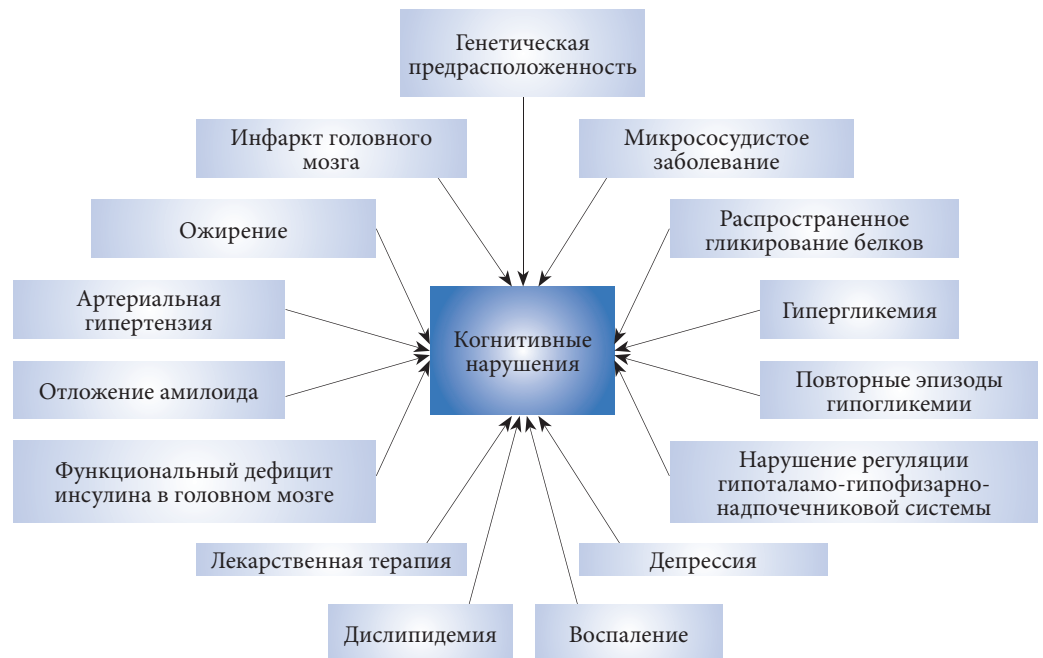 Генетическая
предрасположенность
Инфаркт головного
мозга
Микрососудистое
заболевание
Ожирение
Распространенное
гликирование белков
Артериальная
гипертензия
Когнитивные
нарушения
Гипергликемия
Отложение амилоида
Повторные эпизоды
гипогликемии
Функциональный дефицит
инсулина в головном мозге
Нарушение регуляции
гипоталамо-гипофизарно-
надпочечниковой системы
Лекарственная терапия
Депрессия
Дислипидемия
Воспаление